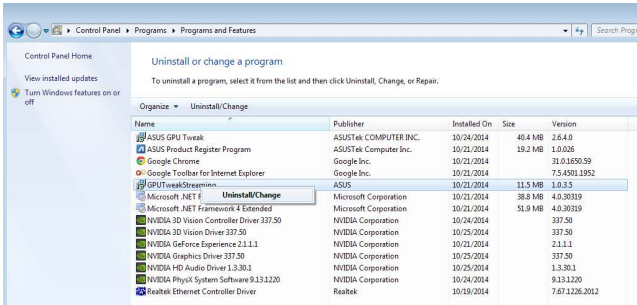 Control Panel ▸ Programs ▸ Programs and Features
Search Prog
Control Panel Home
View installed updates
Turn Windows features on or off
Uninstall or change a program
To uninstall a program, select it from the list and then click Uninstall, Change, or Repair.
Organize Uninstall/Change
Name Publisher Installed On Size Version
ASUS GPU Tweak ASUSTek COMPUTER INC. 10/24/2014 40.4 MB 2.6.4.0
ASUS Product Register Program ASUSTek Computer Inc. 10/21/2014 19.2 MB 1.0.026
Google Chrome Google Inc. 10/21/2014 31.0.1650.59
Google Toolbar for Internet Explorer Google Inc. 10/21/2014 7.5.4501.1952
GPUTweakStreaming ASUS 10/21/2014 11.5 MB 1.0.3.5
Uninstall/Change
Microsoft .NET F Microsoft Corporation 10/21/2014 38.8 MB 4.0.30319
Microsoft .NET Framework 4 Extended Microsoft Corporation 10/21/2014 51.9 MB 4.0.30319
NVIDIA 3D Vision Controller Driver 337.50 NVIDIA Corporation 10/24/2014 337.50
NVIDIA 3D Vision Driver 337.50 NVIDIA Corporation 10/25/2014 337.50
NVIDIA GeForce Experience 2.1.1.1 NVIDIA Corporation 10/21/2014 2.1.1.1
NVIDIA Graphics Driver 337.50 NVIDIA Corporation 10/25/2014 337.50
NVIDIA HD Audio Driver 1.3.30.1 NVIDIA Corporation 10/25/2014 1.3.30.1
NVIDIA PhysX System Software 9.13.1220 NVIDIA Corporation 10/24/2014 9.13.1220
Realtek Ethernet Controller Driver Realtek 10/19/2014 7.67.1226.2012